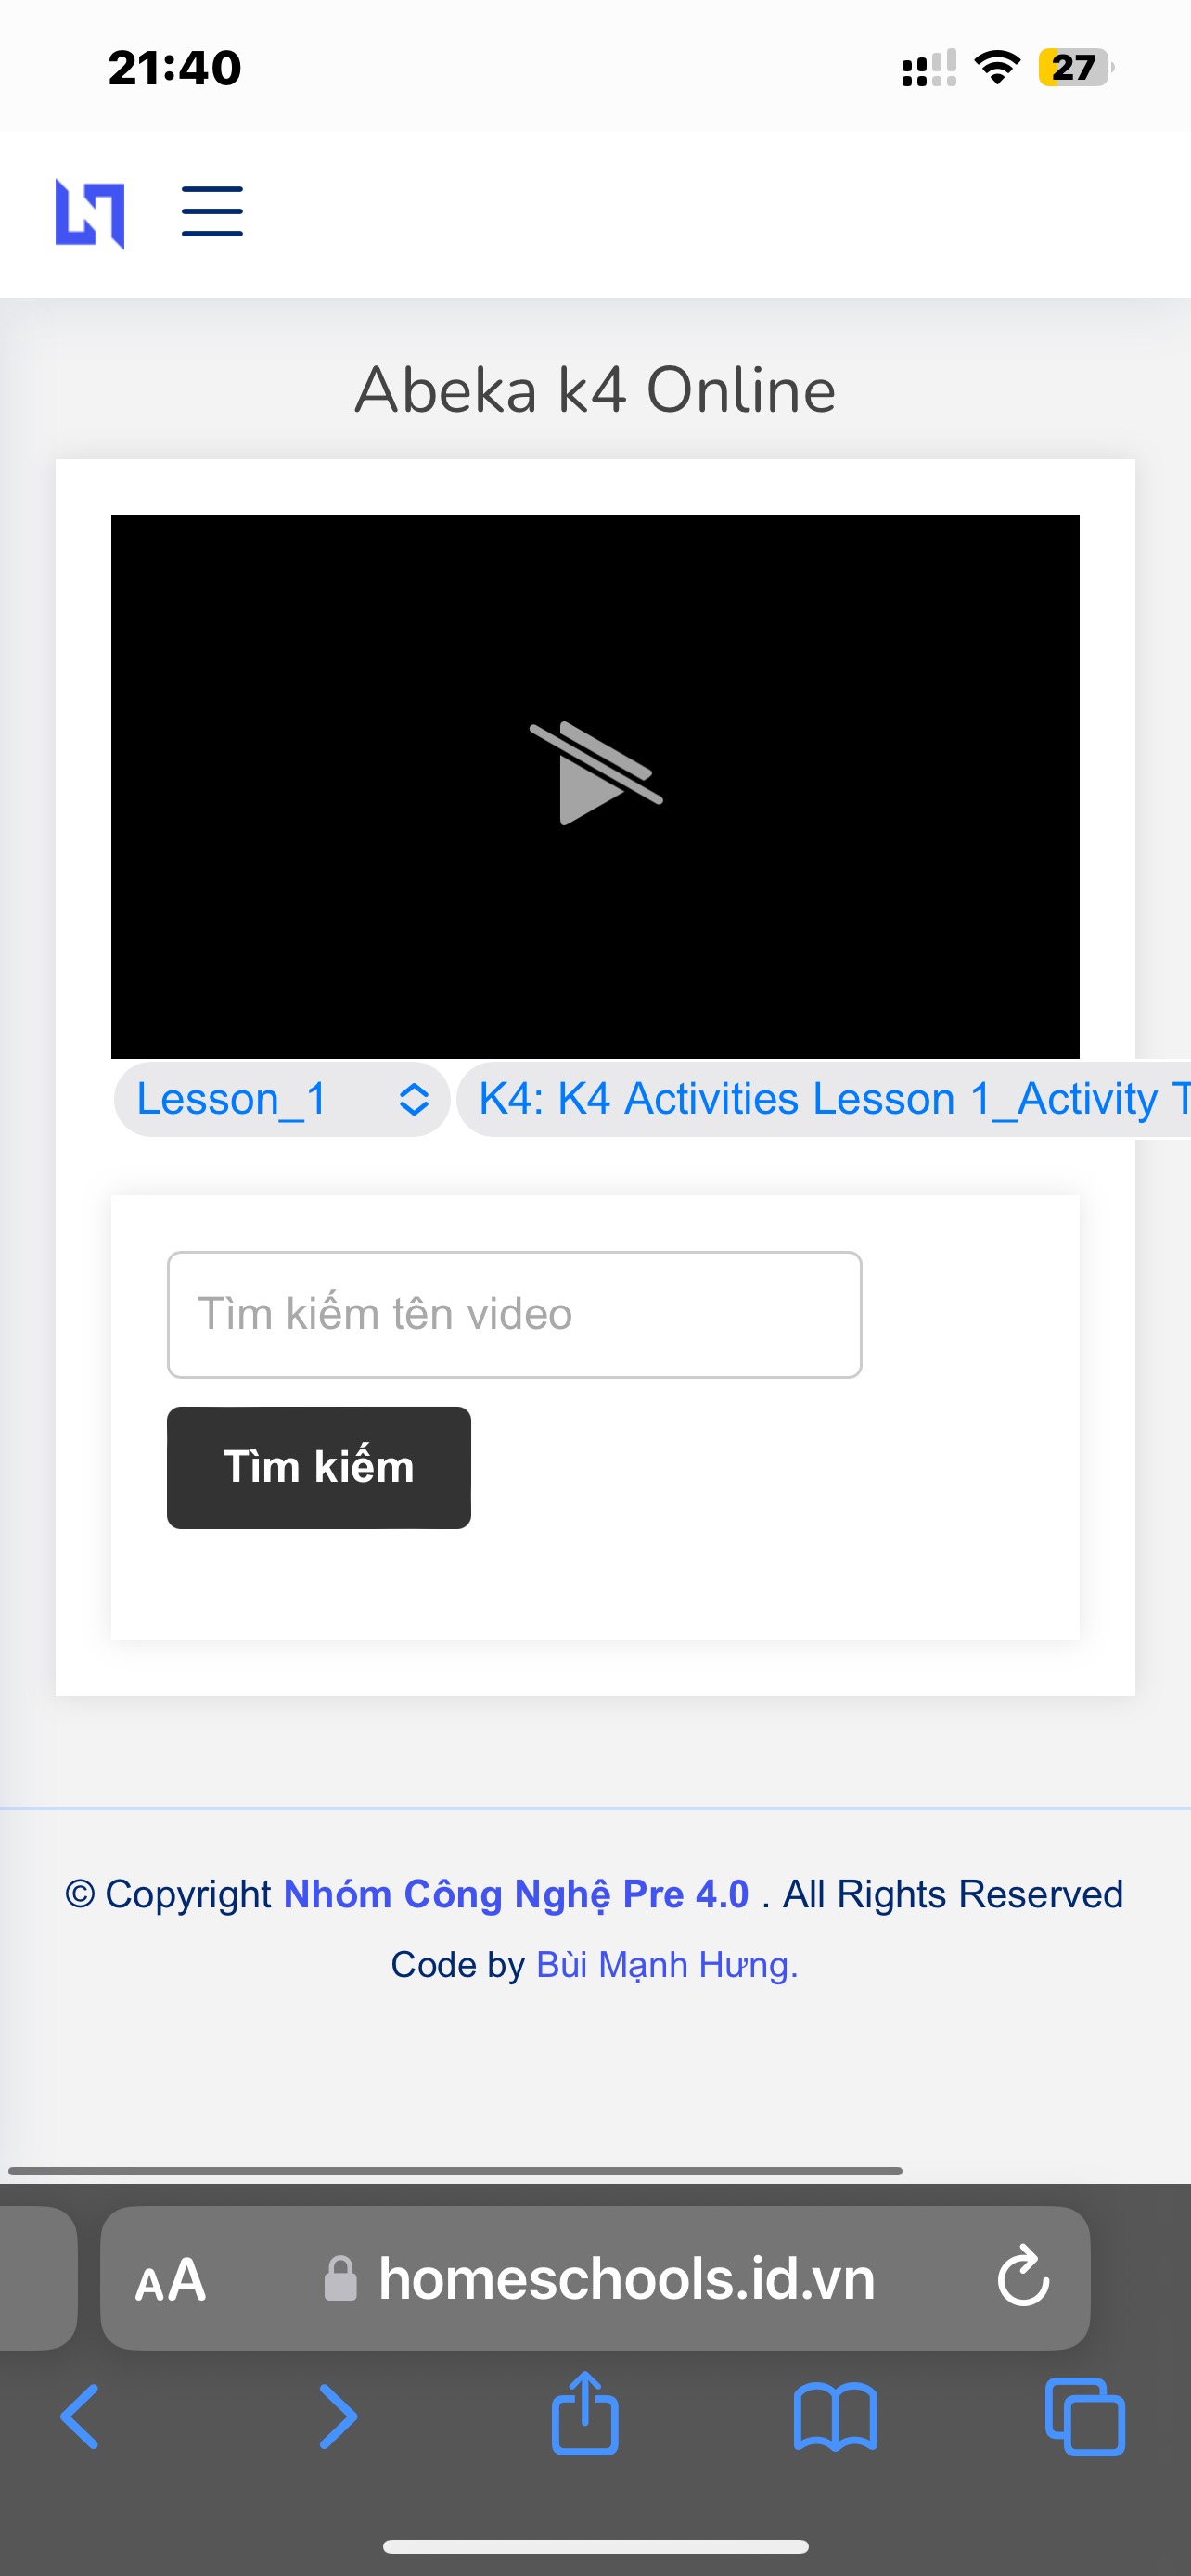 21:40
27
Abeka k4 Online
Lesson_1
K4: K4 Activities Lesson 1_Activity T
Tìm kiếm tên video
Tìm kiếm
© Copyright Nhóm Công Nghệ Pre 4.0 . All Rights Reserved
Code by Bùi Mạnh Hưng.
AA
homeschools.id.vn